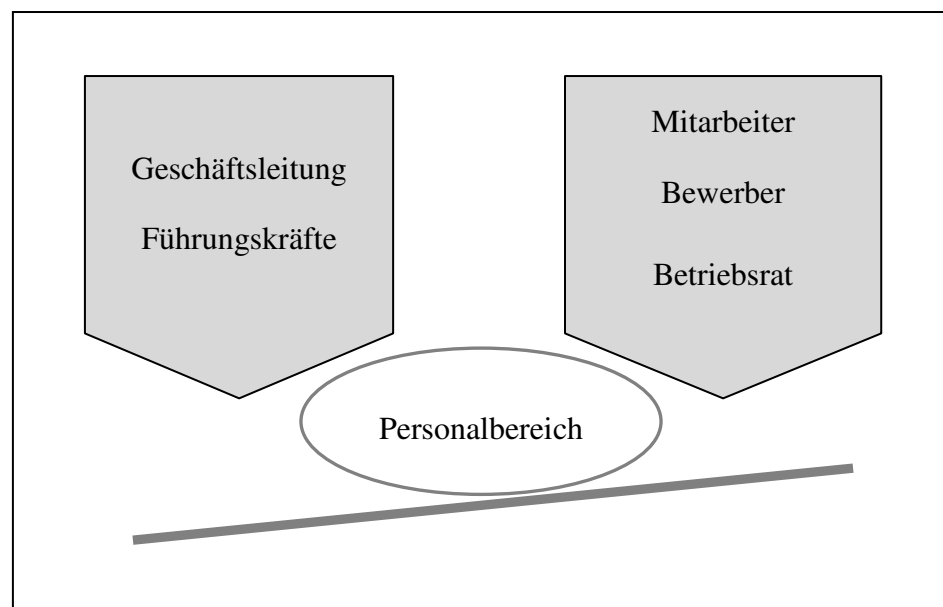 Geschäftsleitung
Führungskräfte
Mitarbeiter
Bewerber
Betriebsrat
Personalbereich